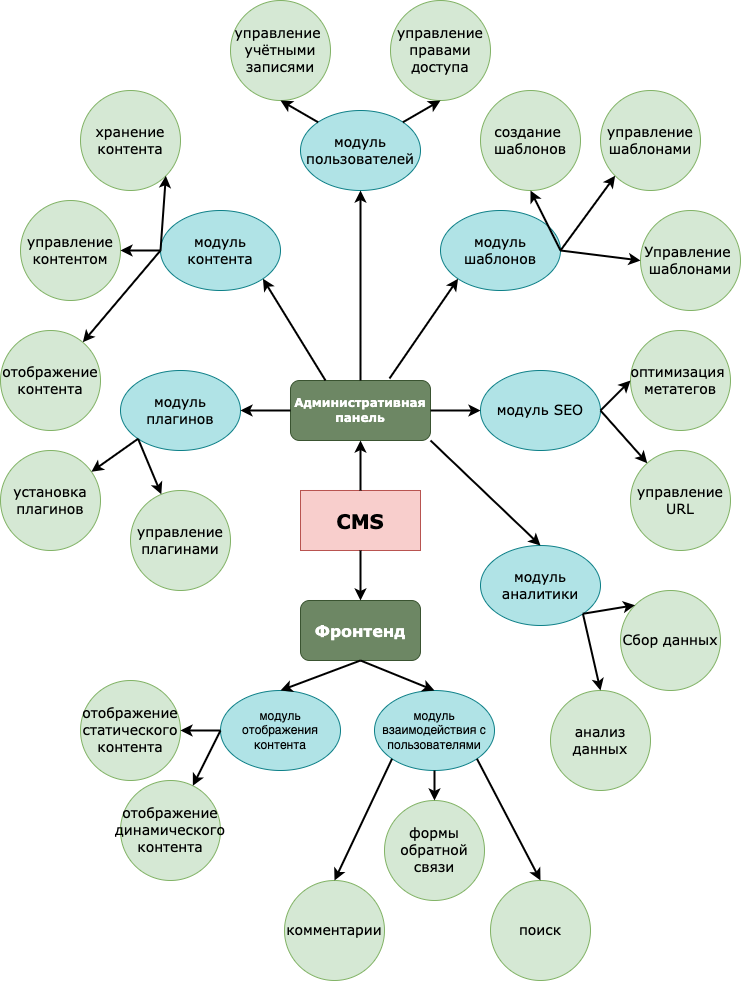 управление
учётными
записями
управление
правами
доступа
хранение
контента
модуль
пользователей
создание
шаблонов
управление
шаблонами
управление
контентом
модуль
контента
модуль
шаблонов
Управление
шаблонами
отображение
контента
модуль
плагинов
Административная
панель
модуль SEO
оптимизация
метатегов
установка
плагинов
управление
плагинами
CMS
управление
URL
модуль
аналитики
Фронтенд
Сбор данных
отображение
статического
контента
модуль
отображения
контента
модуль
взаимодействия с
пользователями
анализ
данных
отображение
динамического
контента
формы
обратной
связи
комментарии
поиск